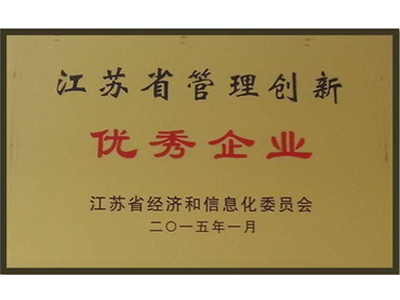 江苏省管理创新
优秀企业
江苏省经济和信息化委员会
二〇一五年一月